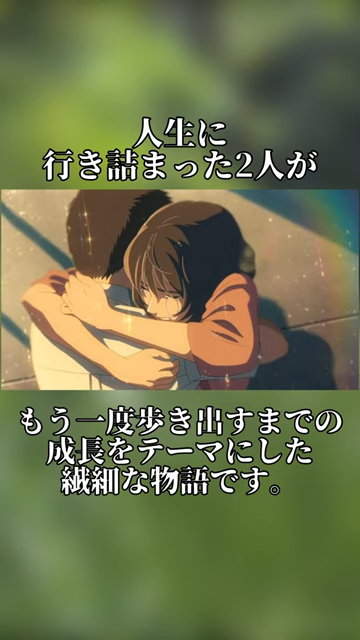 人生に
行き詰まった2人が
もう一度歩き出すまでの
成長をテーマにした
繊細な物語です。